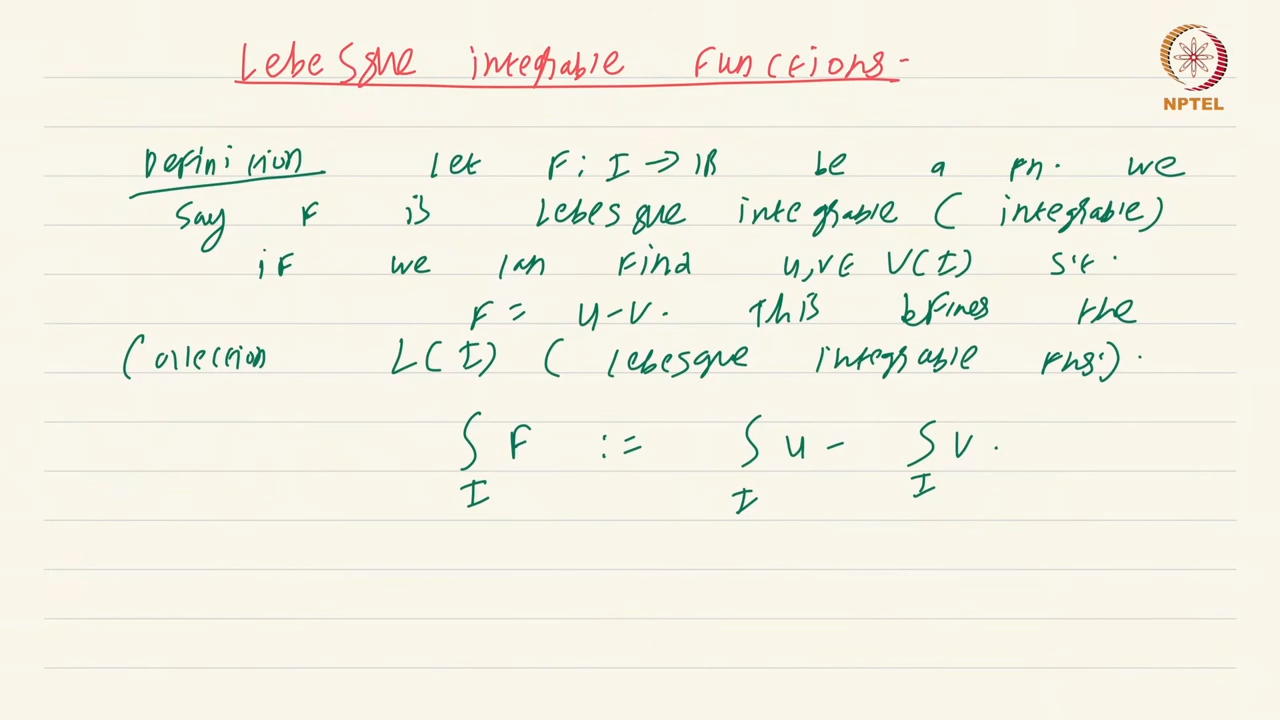 Lebesgue integrable functions.
NPTEL
Definition Let F : I → ℝ be a fn. we
say F is Lebesgue integrable (integrable)
if we can find u,v ∈ V(I) s.t.
F = u - v. This defines the
Collection L(I) (Lebesgue integrable fns.).
∫_I F := ∫_I u - ∫_I v.